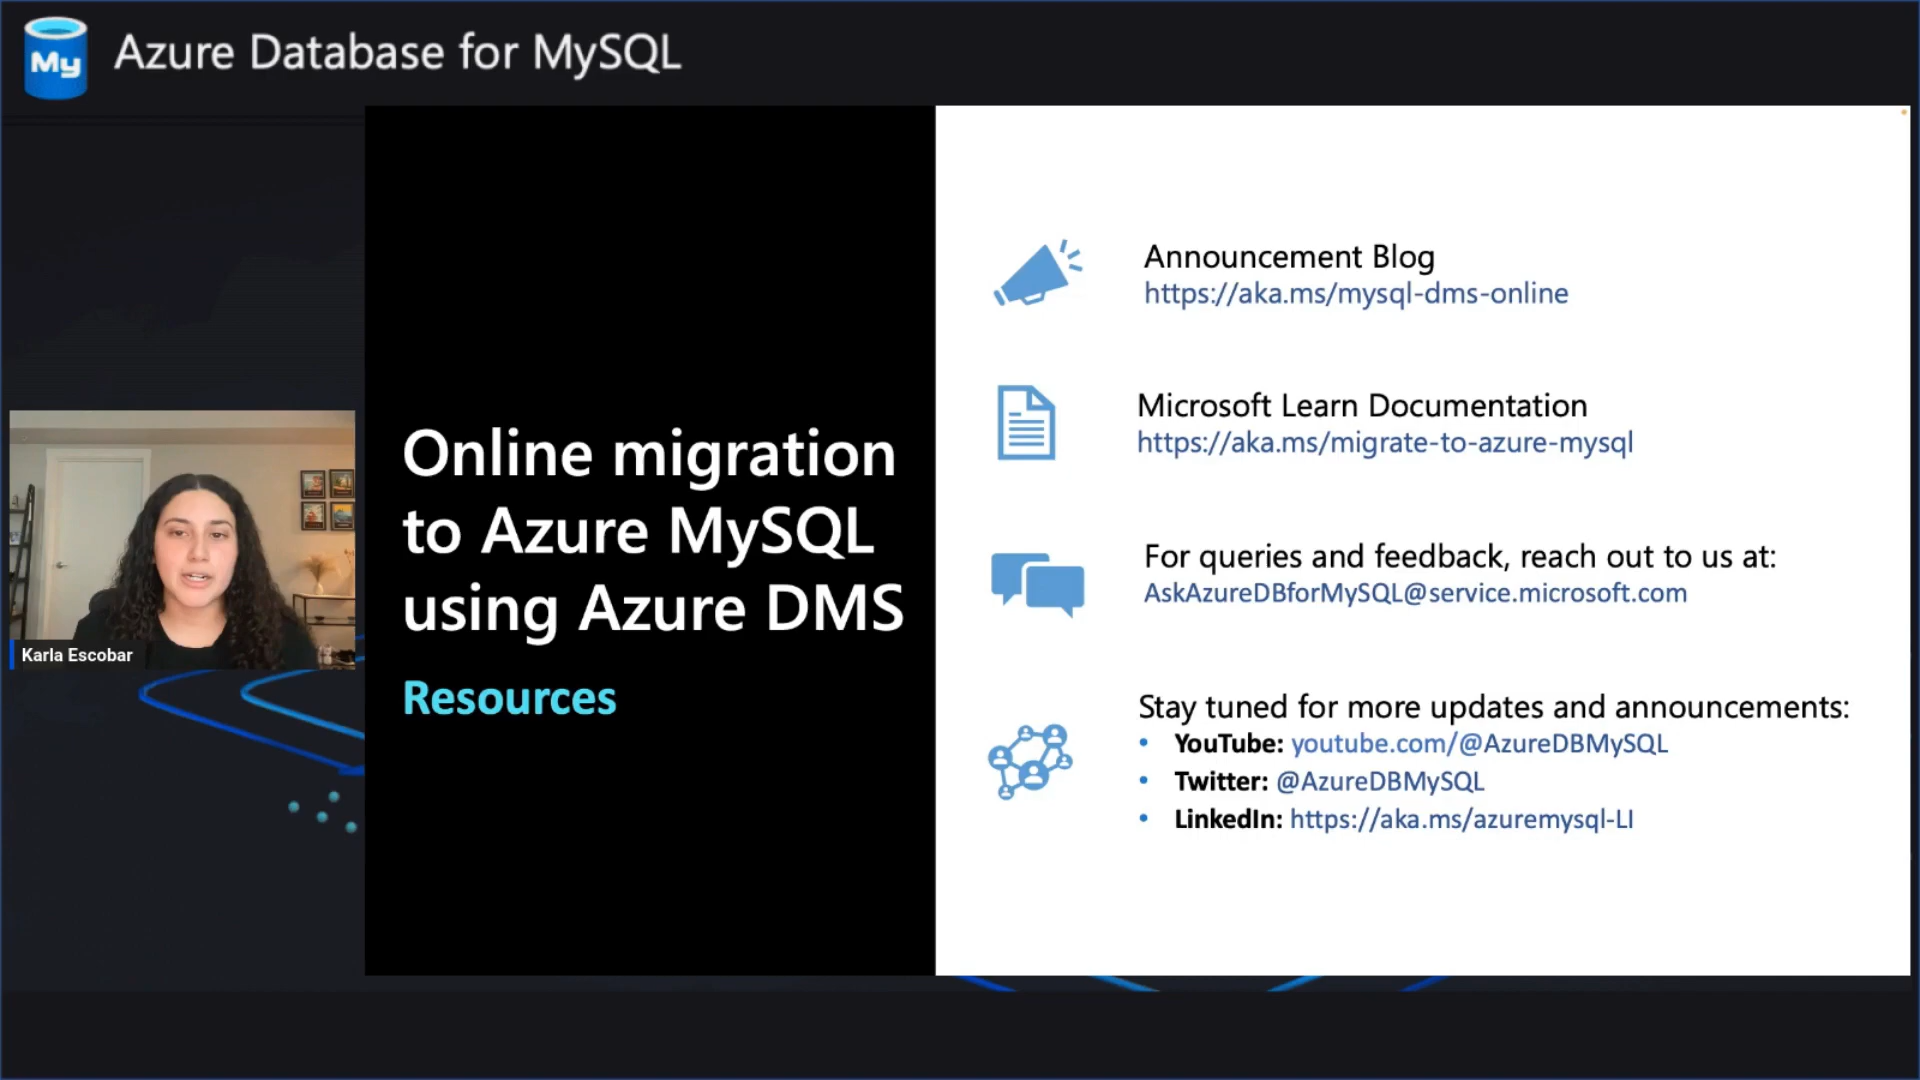 My
Azure Database for MySQL
Karla Escobar
Online migration
to Azure MySQL
using Azure DMS
Resources
Announcement Blog
https://aka.ms/mysql-dms-online
Microsoft Learn Documentation
https://aka.ms/migrate-to-azure-mysql
For queries and feedback, reach out to us at:
AskAzureDBforMySQL@service.microsoft.com
Stay tuned for more updates and announcements:
• YouTube: youtube.com/@AzureDBMySQL
• Twitter: @AzureDBMySQL
• LinkedIn: https://aka.ms/azuremysql-LI